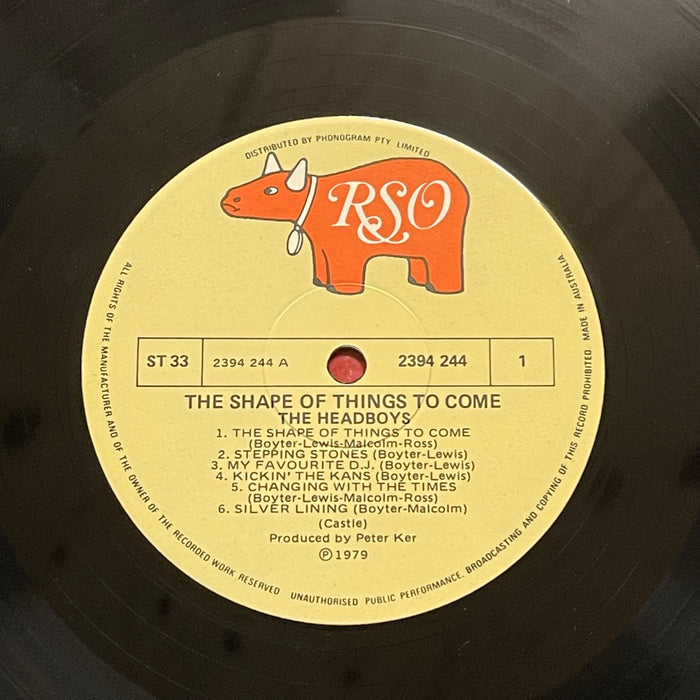 DISTRIBUTED BY PHONOGRAM PTY LIMITED
R&SO
ST 33 2394 244 A 2394 244 1
THE SHAPE OF THINGS TO COME
THE HEADBOYS
1. THE SHAPE OF THINGS TO COME
(Boyter-Lewis-Malcolm-Ross)
2. STEPPING STONES (Boyter-Lewis)
3. MY FAVOURITE D.J. (Boyter-Lewis)
4. KICKIN' THE KANS (Boyter-Lewis)
5. CHANGING WITH THE TIMES
(Boyter-Lewis-Malcolm-Ross)
6. SILVER LINING (Boyter-Malcolm)
(Castle)
Produced by Peter Ker
Ⓟ1979
ALL RIGHTS OF THE MANUFACTURER AND OF THE OWNER OF THE RECORDED WORK RESERVED UNAUTHORISED PUBLIC PERFORMANCE. BROADCASTING AND COPYING OF THIS RECORD PROHIBITED. MADE IN AUSTRALIA